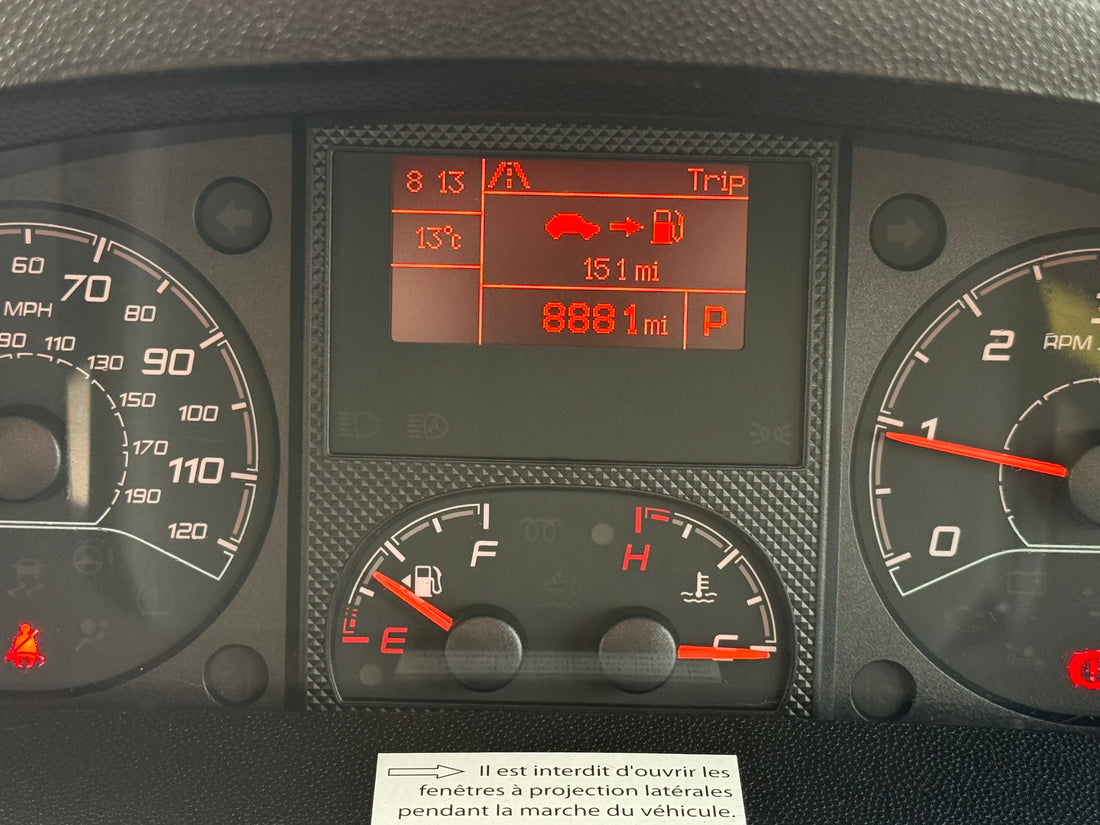 8 13
Trip
13°c
151 mi
8881 mi
P
60
70
80
90
100
110
120
MPH
90
110
130
150
170
190
2
1
0
RPM
F
E
H
C
Il est interdit d'ouvrir les
fenêtres à projection latérales
pendant la marche du véhicule.